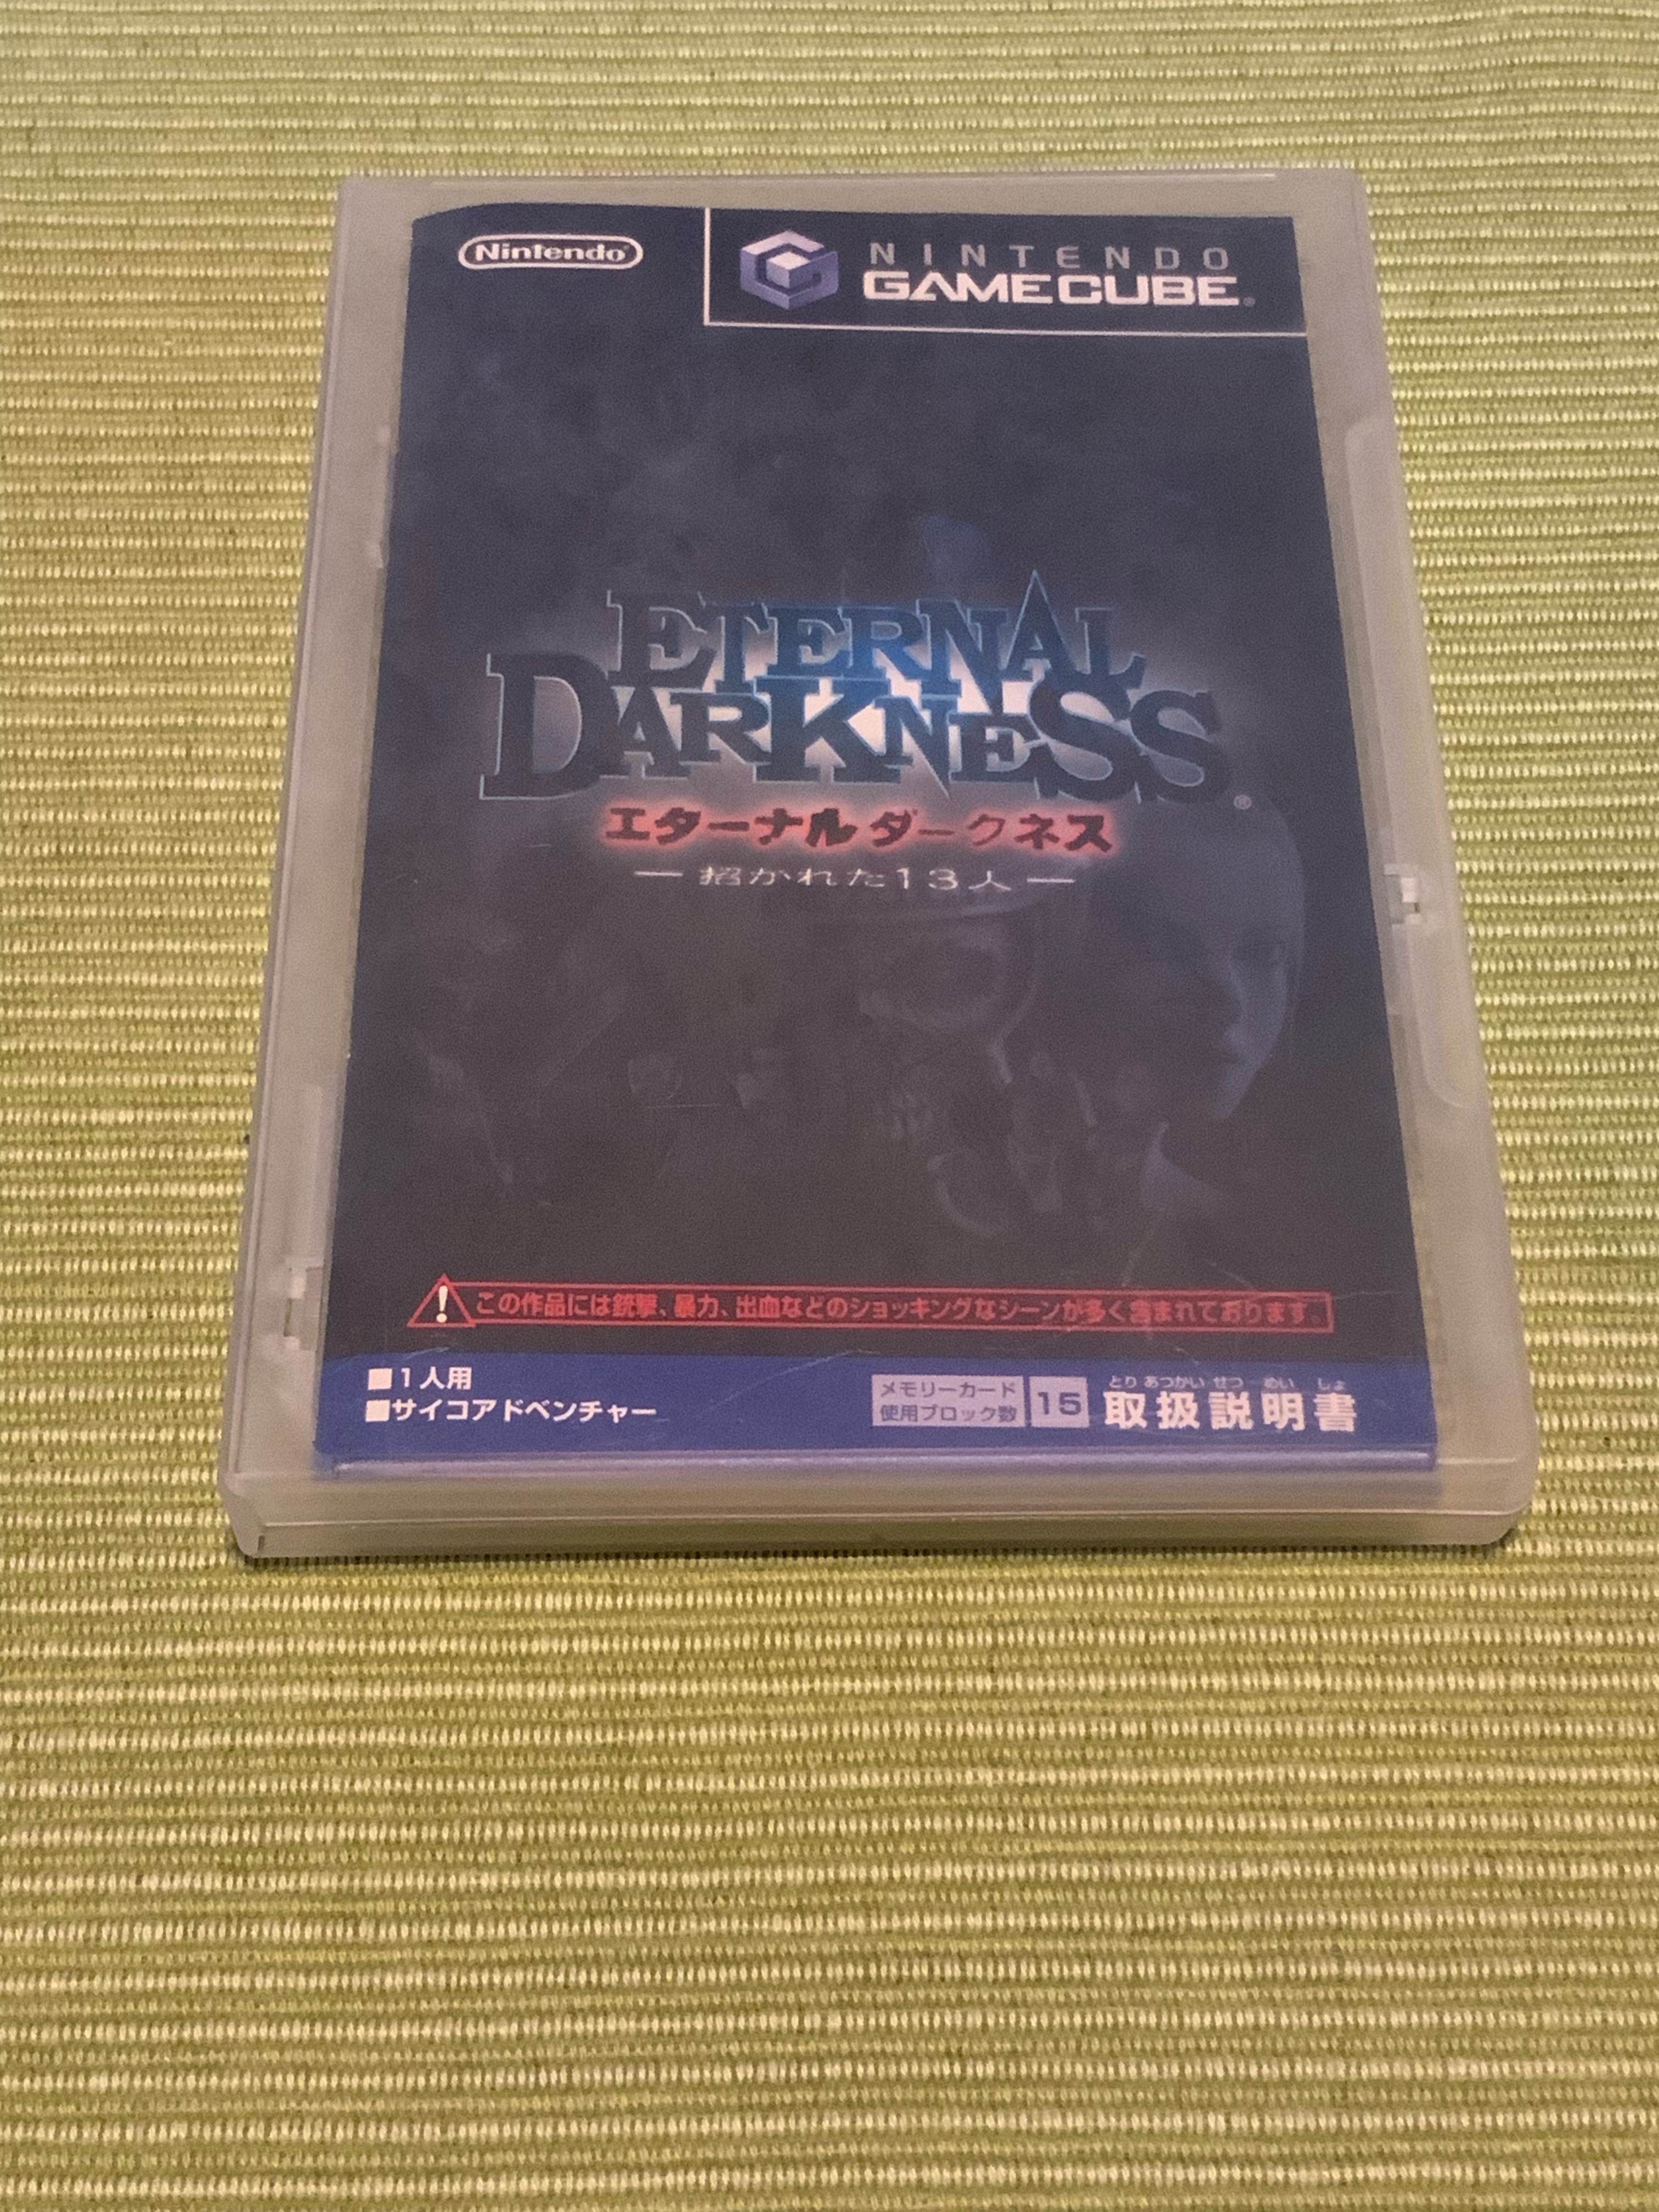 Nintendo®
NINTENDO
GAMECUBE®
ETERNAL
DARKNESS®
エターナルダークネス
— 招かれた13人 —
! この作品には銃撃、暴力、出血などのショッキングなシーンが多く含まれております。
■1人用
■サイコアドベンチャー
メモリーカード
使用ブロック数
15
とり あつかい せつ めい しょ
取扱説明書